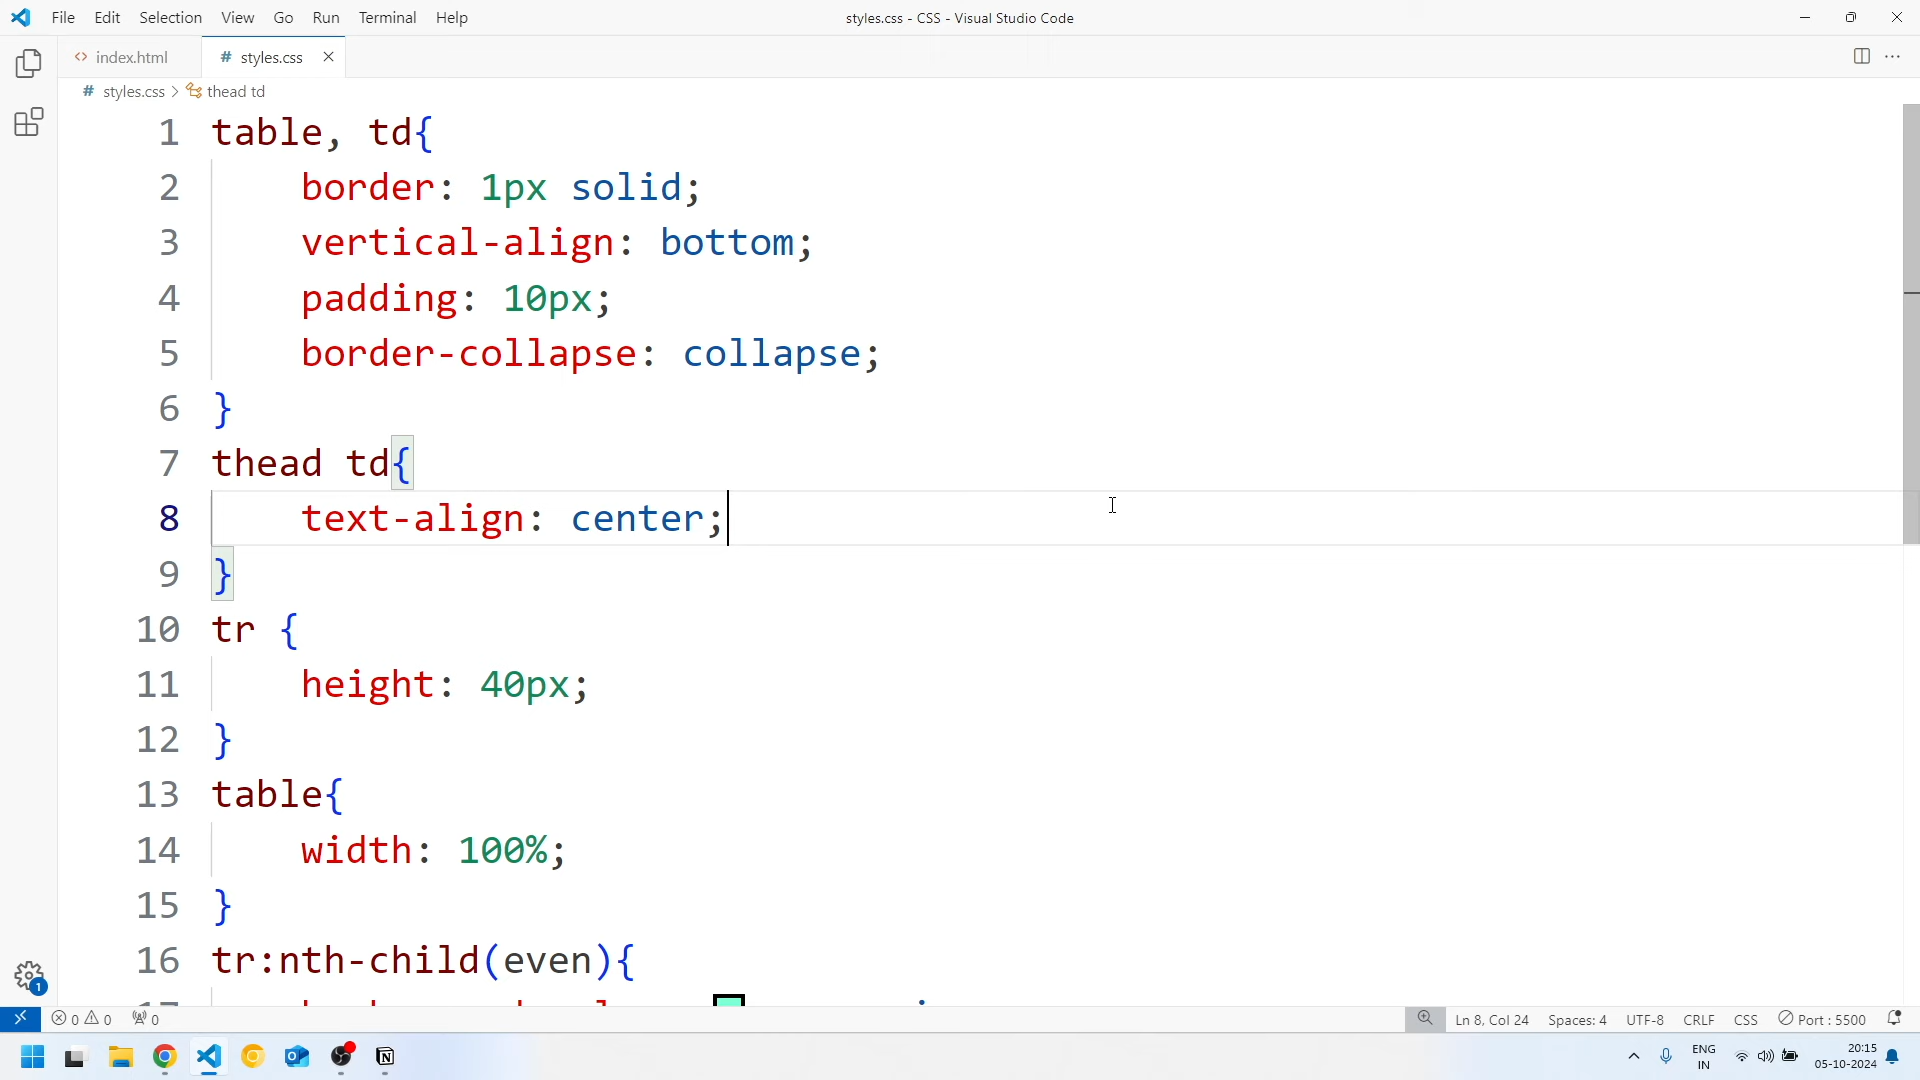 File Edit Selection View Go Run Terminal Help
styles.css - CSS - Visual Studio Code
<> index.html
# styles.css
# styles.css > thead td
1 table, td{
2 border: 1px solid;
3 vertical-align: bottom;
4 padding: 10px;
5 border-collapse: collapse;
6 }
7 thead td{
8 text-align: center;
9 }
10 tr {
11 height: 40px;
12 }
13 table{
14 width: 100%;
15 }
16 tr:nth-child(even){
1
0 0 0
Ln 8, Col 24 Spaces: 4 UTF-8 CRLF CSS Port : 5500
ENG
IN
20:15
05-10-2024